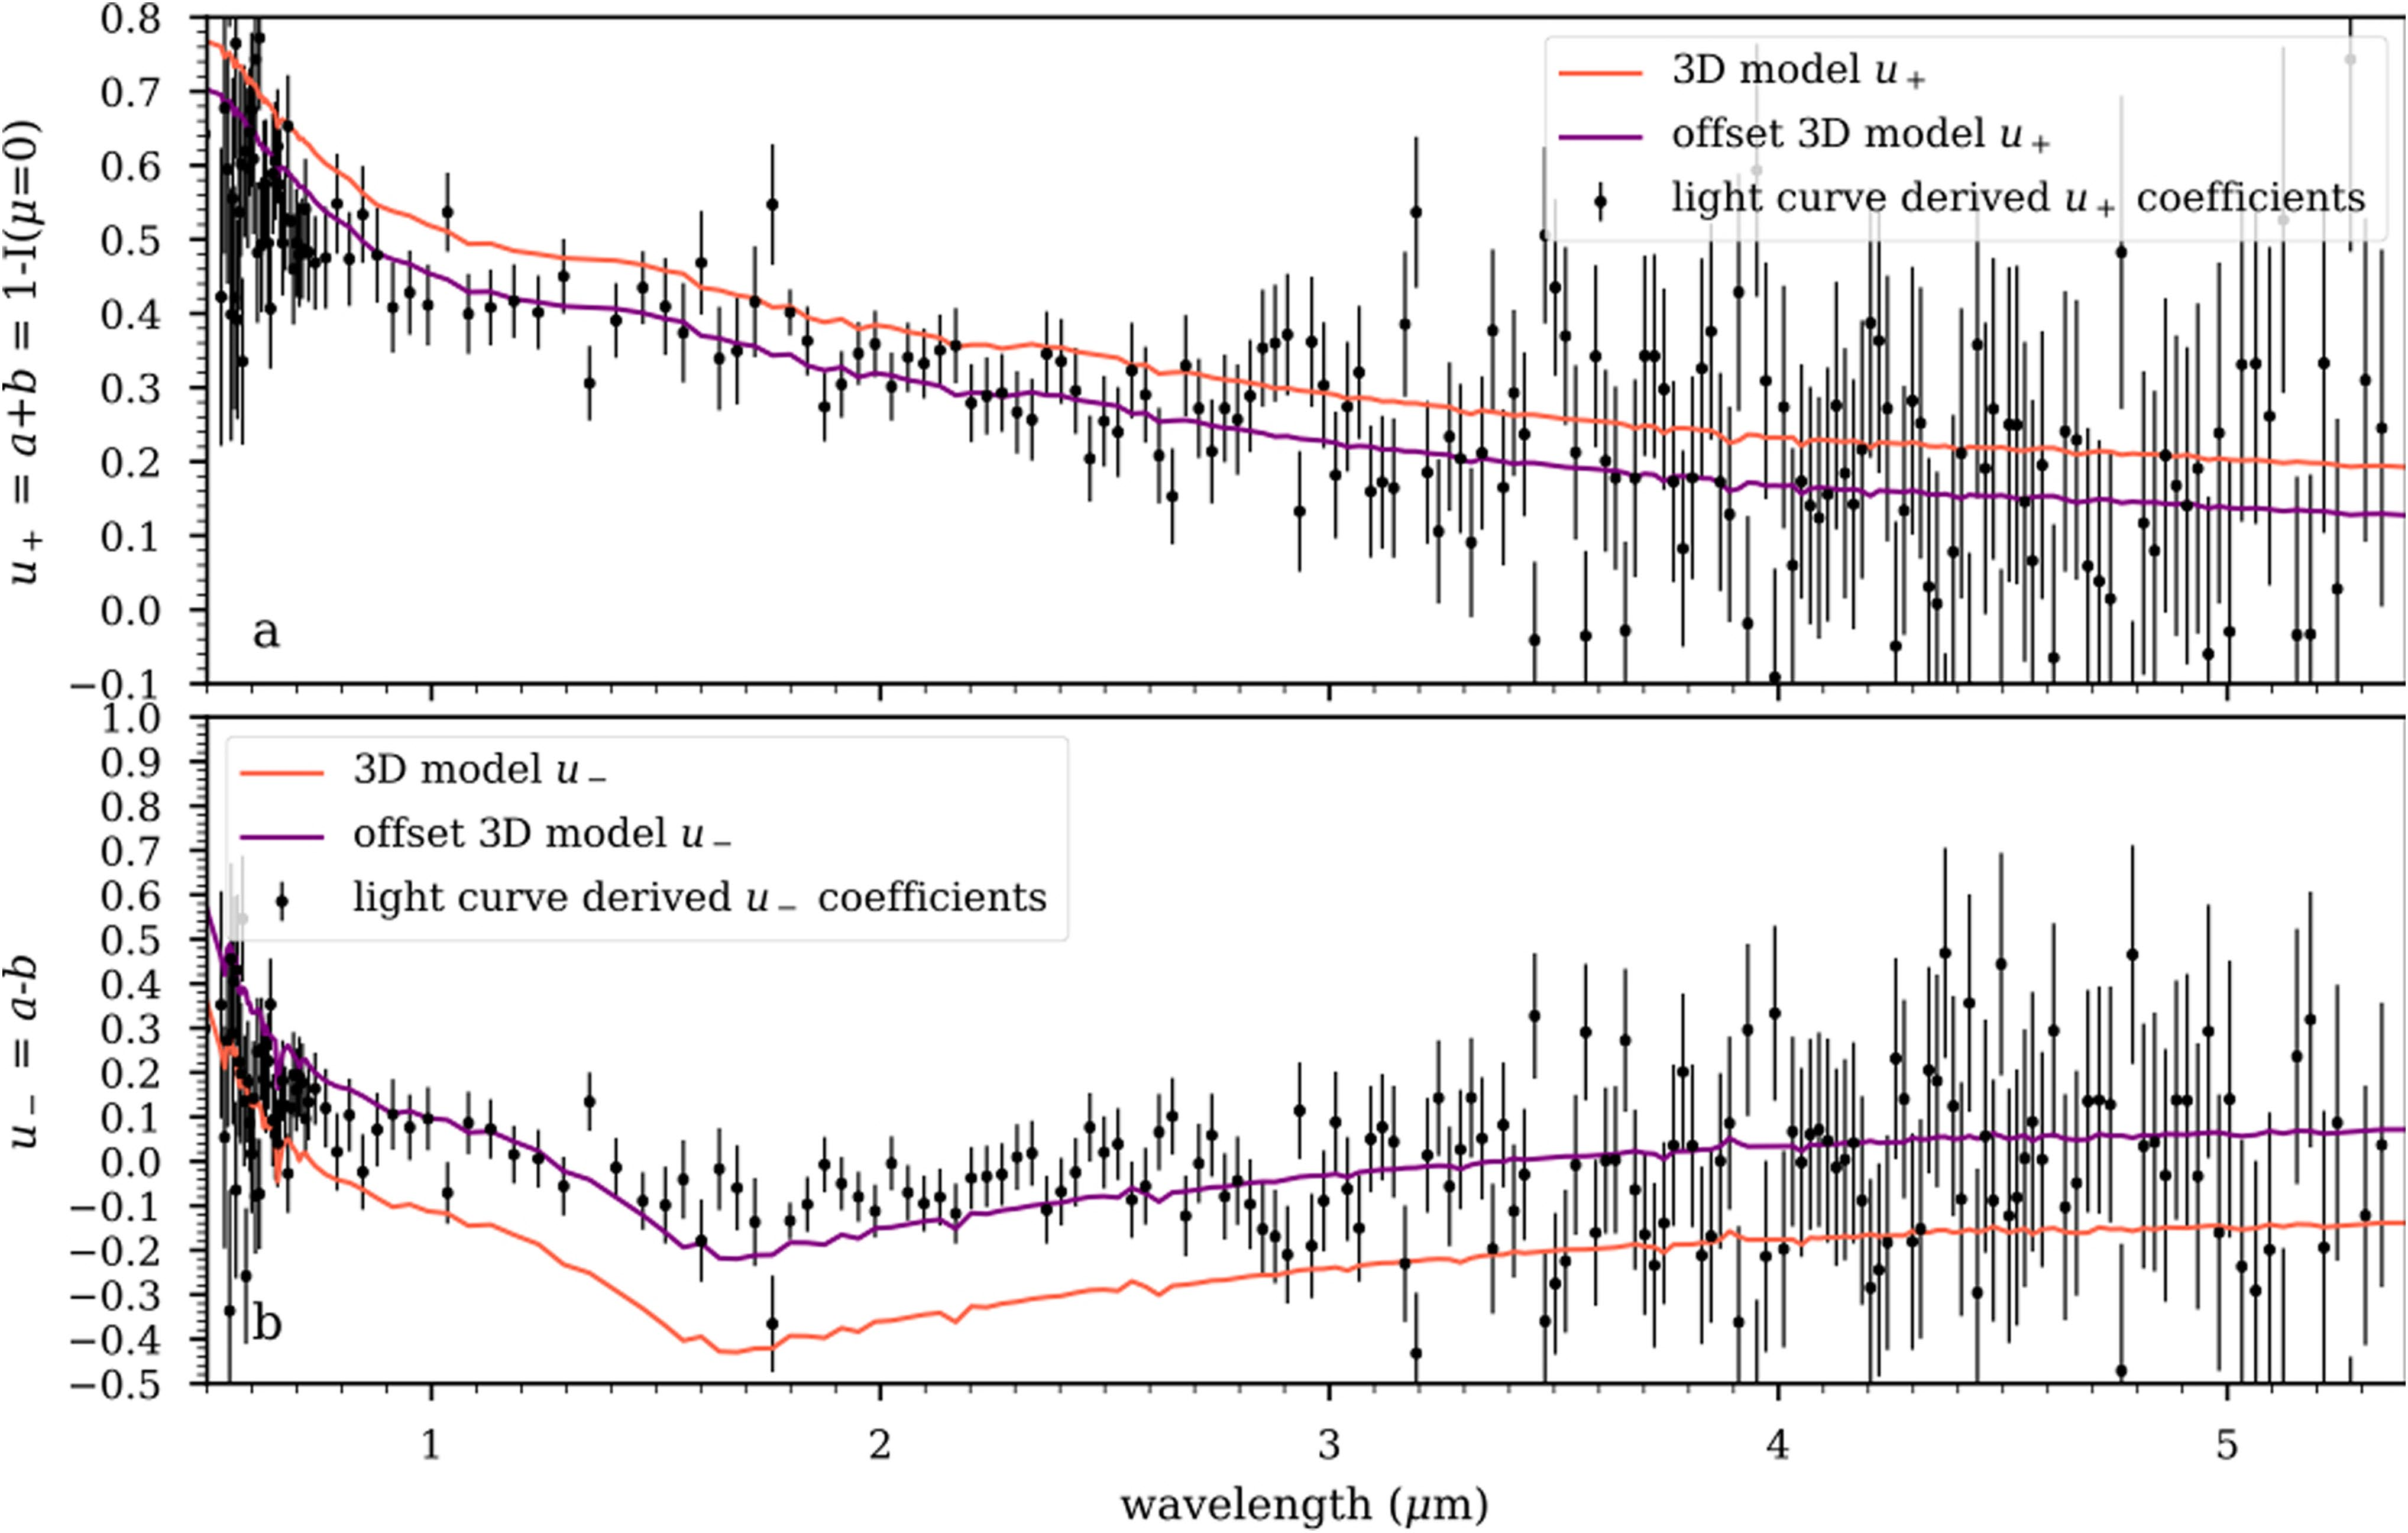 u₊ = a+b = 1-I(μ=0)
0.8
0.7
0.6
0.5
0.4
0.3
0.2
0.1
0.0
−0.1
3D model u₊
offset 3D model u₊
light curve derived u₊ coefficients
a
u₋ = a-b
1.0
0.9
0.8
0.7
0.6
0.5
0.4
0.3
0.2
0.1
0.0
−0.1
−0.2
−0.3
−0.4
−0.5
3D model u₋
offset 3D model u₋
light curve derived u₋ coefficients
b
1 2 3 4 5
wavelength (μm)